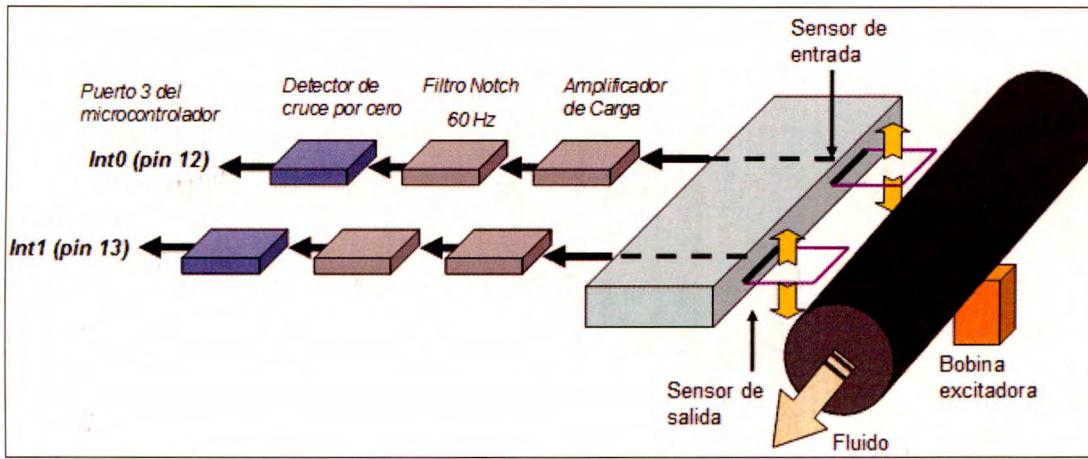 Sensor de
entrada
Puerto 3 del
microcontrolador
Detector de
cruce por cero
Filtro Notch
60 Hz
Amplificador
de Carga
Int0 (pin 12)
Int1 (pin 13)
Sensor de
salida
Bobina
excitadora
Fluido